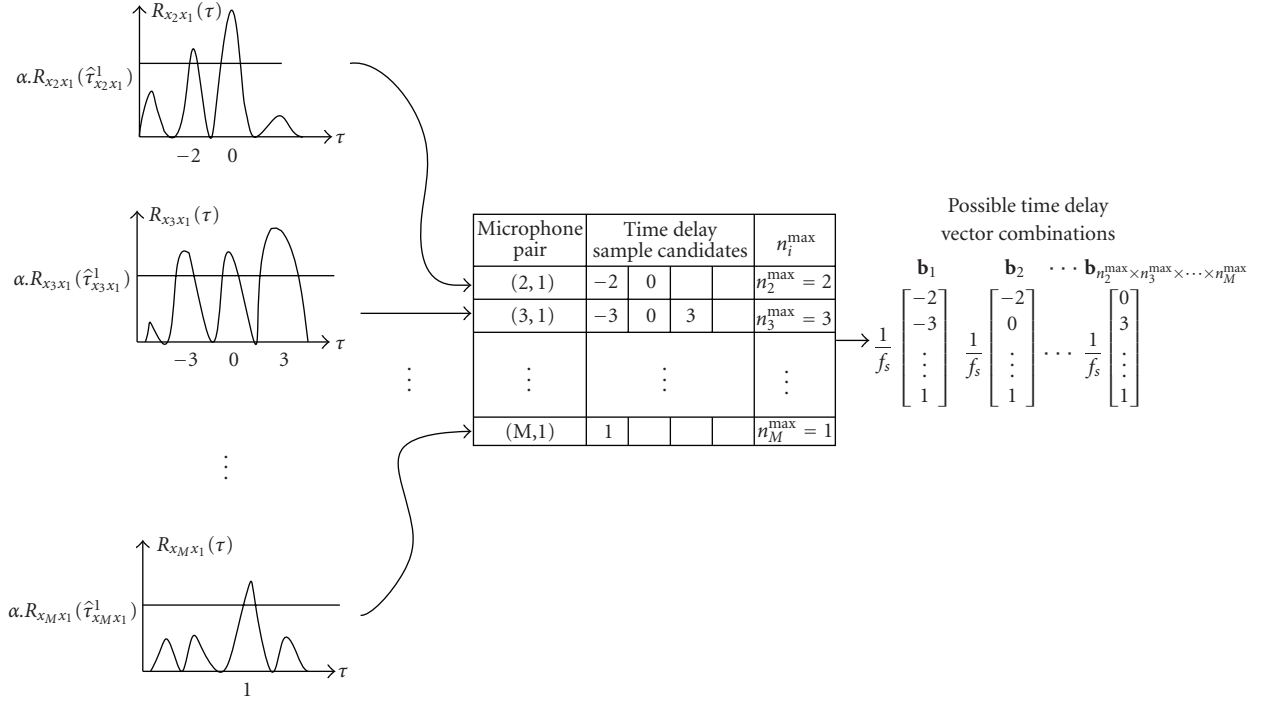 R_{x_2x_1}(τ)
α.R_{x_2x_1}(τ̂^1_{x_2x_1})
τ
−2 0
R_{x_3x_1}(τ)
α.R_{x_3x_1}(τ̂^1_{x_3x_1})
τ
−3 0 3
⋮
R_{x_Mx_1}(τ)
α.R_{x_Mx_1}(τ̂^1_{x_Mx_1})
τ
1
⋮
Microphone pair
Time delay
sample candidates
n_i^{max}
(2, 1) −2 0 n_2^{max} = 2
(3, 1) −3 0 3 n_3^{max} = 3
⋮ ⋮ ⋮
(M,1) 1 n_M^{max} = 1
Possible time delay
vector combinations
b_1 b_2 ··· b_{n_2^{max}×n_3^{max}×···×n_M^{max}}
1/f_s [−2 −3 ⋮ 1] 1/f_s [−2 0 ⋮ 1] ··· 1/f_s [0 3 ⋮ 1]